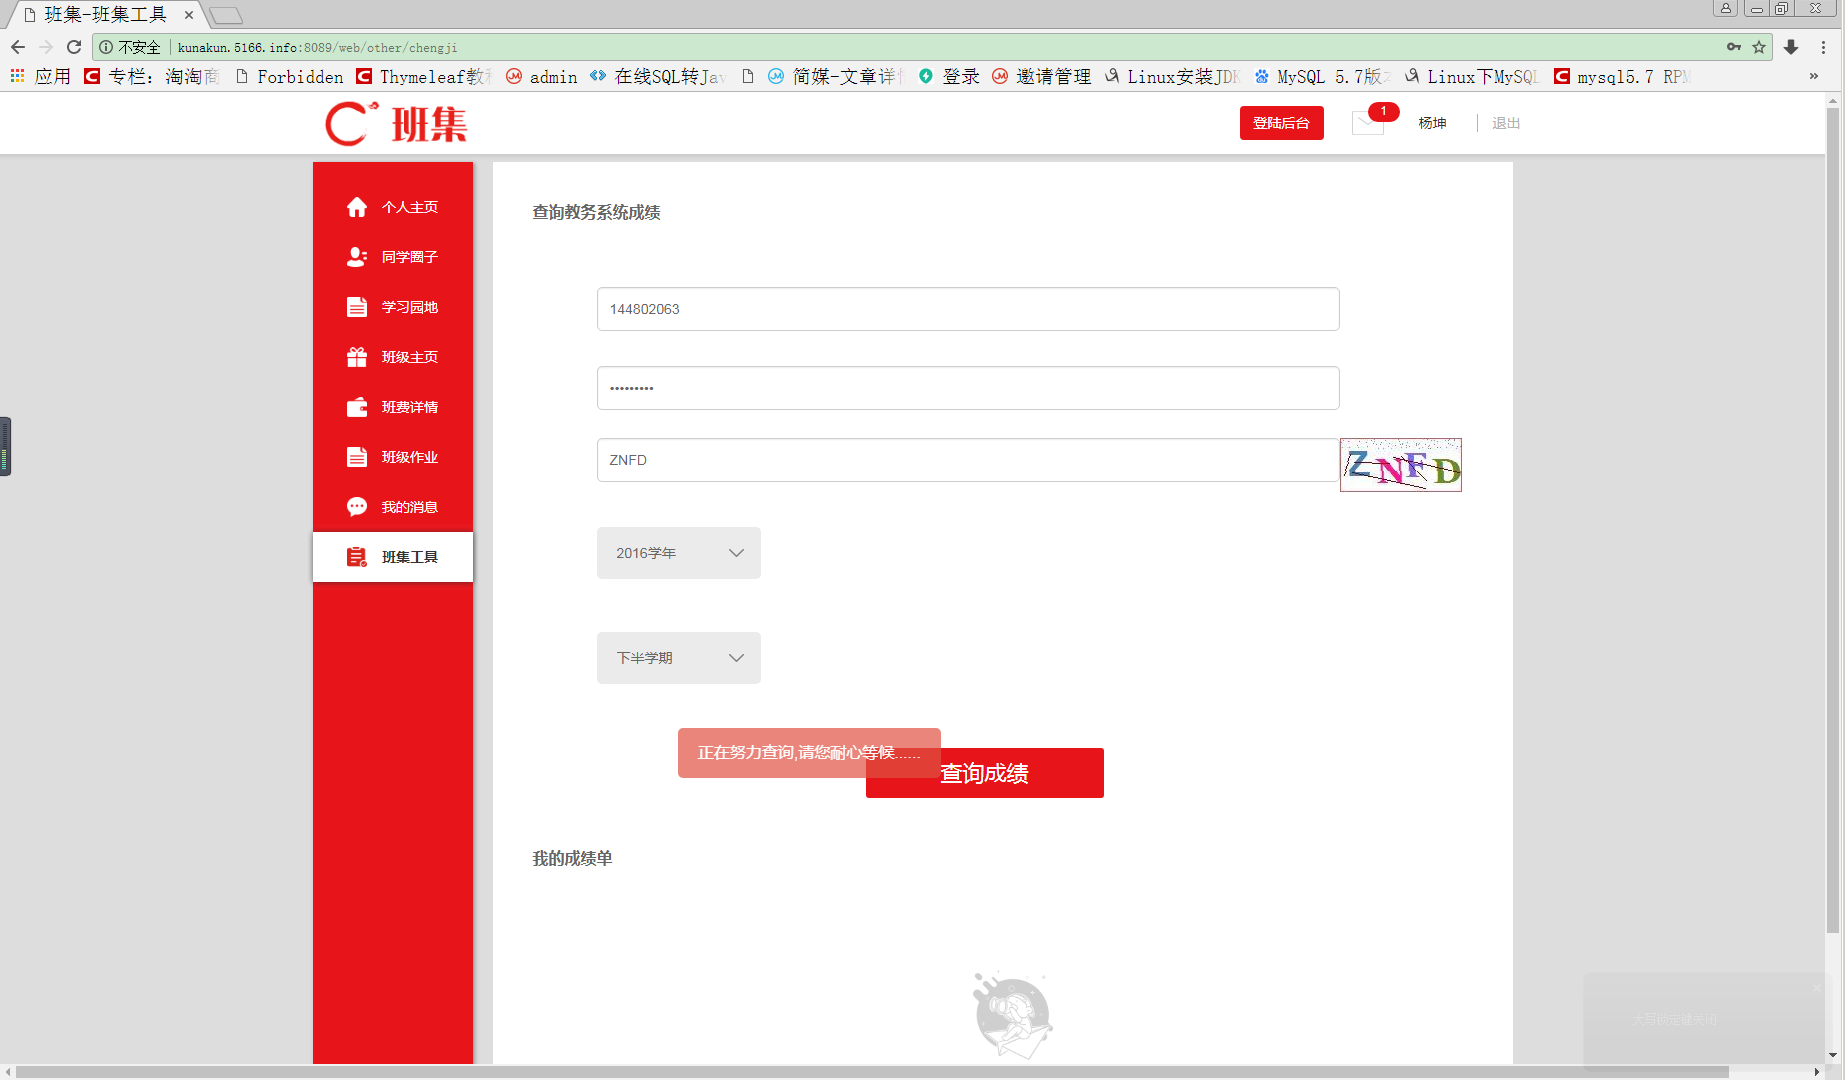 班集-班集工具
不安全 kunakun.5166.info:8089/web/other/chengji
应用 专栏：淘淘商 Forbidden Thymeleaf教 admin 在线SQL转Jav 简媒-文章详 登录 邀请管理 Linux安装JDK MySQL 5.7版 Linux下MySQL mysql5.7 RPM »
班集
登陆后台 1 杨坤 退出
个人主页
同学圈子
学习园地
班级主页
班费详情
班级作业
我的消息
班集工具
查询教务系统成绩
144802063
•••••••••
ZNFD ZNFD
2016学年
下半学期
正在努力查询,请您耐心等候......
查询成绩
我的成绩单
大写锁定键关闭